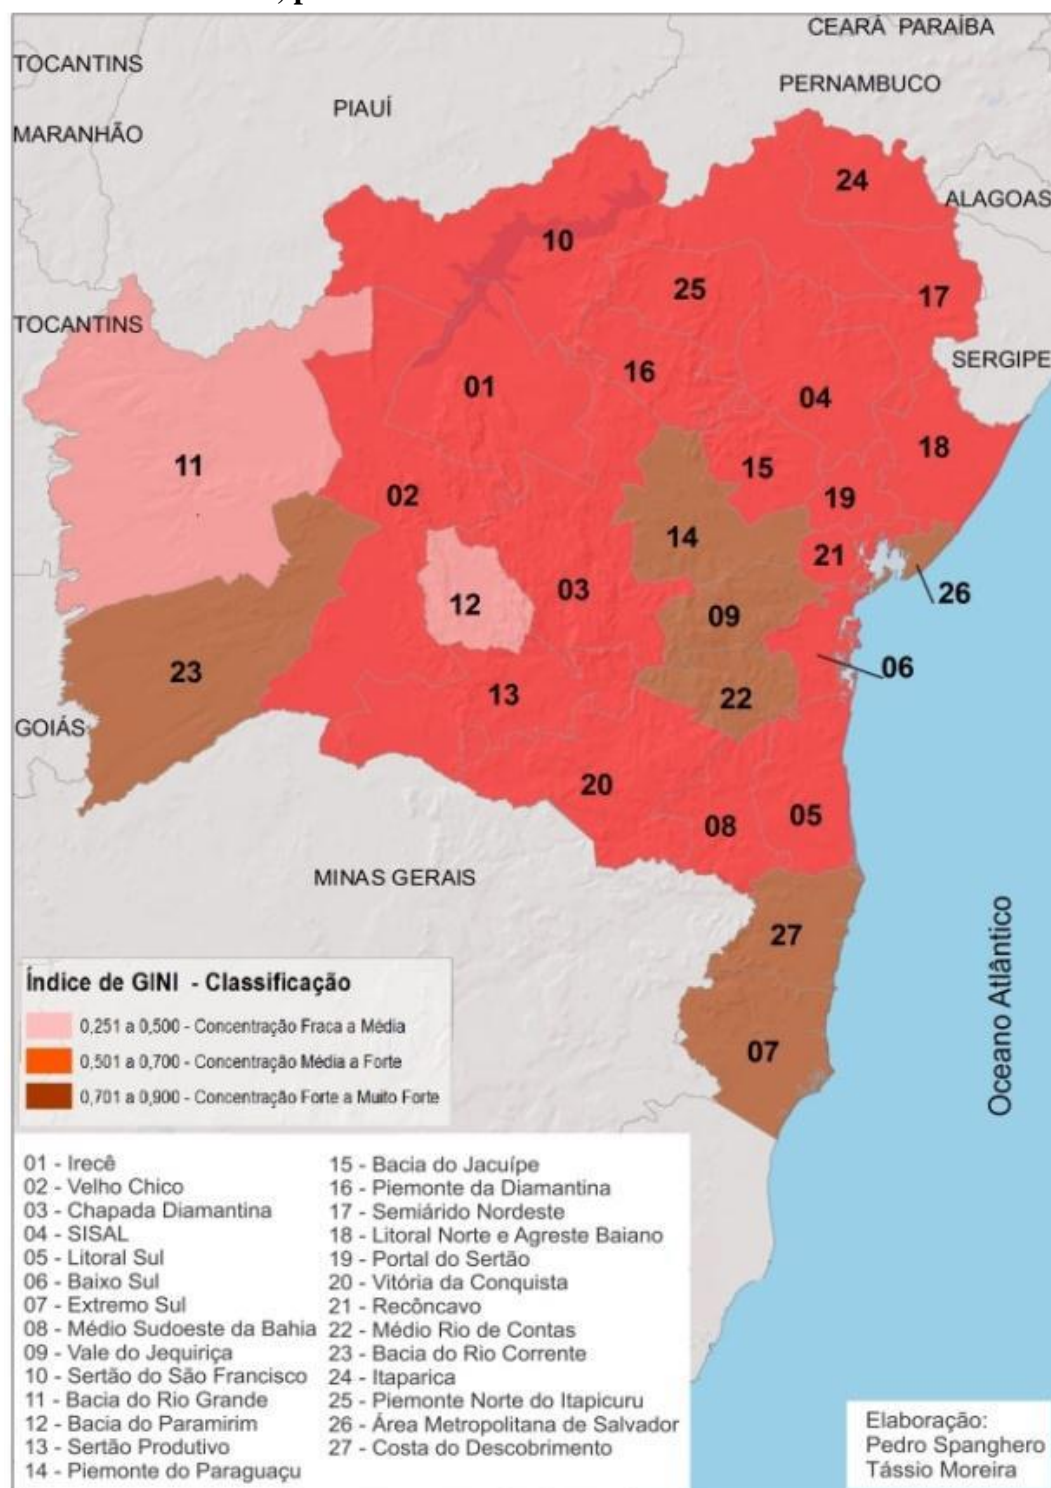 CEARÁ PARAÍBA
TOCANTINS
PERNAMBUCO
PIAUÍ
MARANHÃO
24
ALAGOAS
10
25
17
TOCANTINS
SERGIPE
16
01
04
18
11
15
02
19
14
21
03
12
26
09
06
23
13
22
GOIÁS
20
08
05
MINAS GERAIS
27
07
Oceano Atlântico
Índice de GINI - Classificação
0,251 a 0,500 - Concentração Fraca a Média
0,501 a 0,700 - Concentração Média a Forte
0,701 a 0,900 - Concentração Forte a Muito Forte
01 - Irecê
02 - Velho Chico
03 - Chapada Diamantina
04 - SISAL
05 - Litoral Sul
06 - Baixo Sul
07 - Extremo Sul
08 - Médio Sudoeste da Bahia
09 - Vale do Jequiriça
10 - Sertão do São Francisco
11 - Bacia do Rio Grande
12 - Bacia do Paramirim
13 - Sertão Produtivo
14 - Piemonte do Paraguaçu
15 - Bacia do Jacuípe
16 - Piemonte da Diamantina
17 - Semiárido Nordeste
18 - Litoral Norte e Agreste Baiano
19 - Portal do Sertão
20 - Vitória da Conquista
21 - Recôncavo
22 - Médio Rio de Contas
23 - Bacia do Rio Corrente
24 - Itaparica
25 - Piemonte Norte do Itapicuru
26 - Área Metropolitana de Salvador
27 - Costa do Descobrimento
Elaboração:
Pedro Spanghero
Tássio Moreira